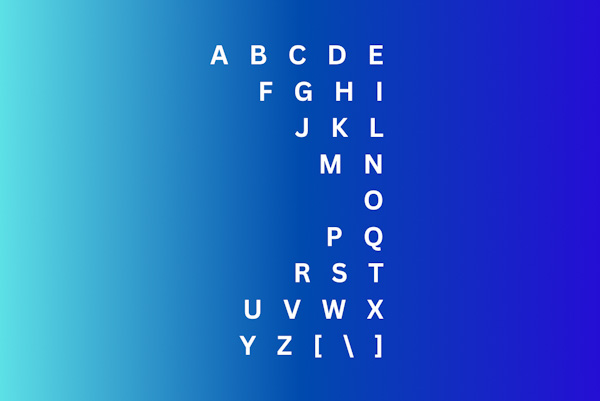 A B C D E
F G H I
J K L
M N
O
P Q
R S T
U V W X
Y Z [ \ ]